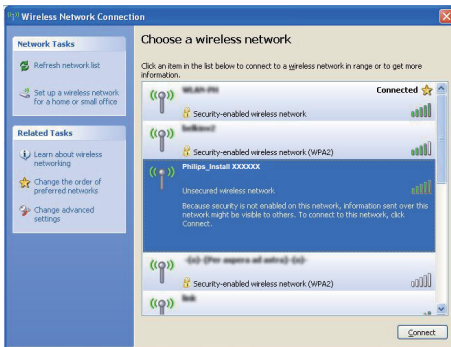 Wireless Network Connection
Network Tasks
Refresh network list
Set up a wireless network
for a home or small office
Related Tasks
Learn about wireless
networking
Change the order of
preferred networks
Change advanced
settings
Choose a wireless network
Click an item in the list below to connect to a wireless network in range or to get more
information.
Connected
Security-enabled wireless network
Security-enabled wireless network (WPA2)
Philips_Install XXXXXX
Unsecured wireless network
Because security is not enabled on this network, information sent over this
network might be visible to others. To connect to this network, click
Connect.
Security-enabled wireless network (WPA2)
Connect